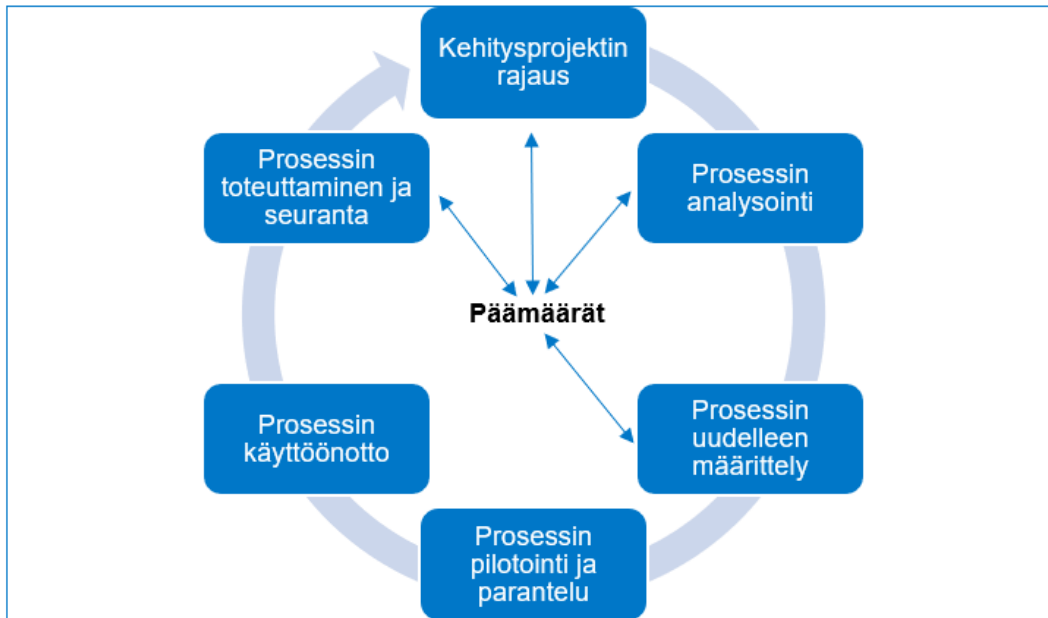 Kehitysprojektin
rajaus
Prosessin
analysointi
Prosessin
uudelleen
määrittely
Prosessin
pilotointi ja
parantelu
Prosessin
käyttöönotto
Prosessin
toteuttaminen ja
seuranta
Päämäärät